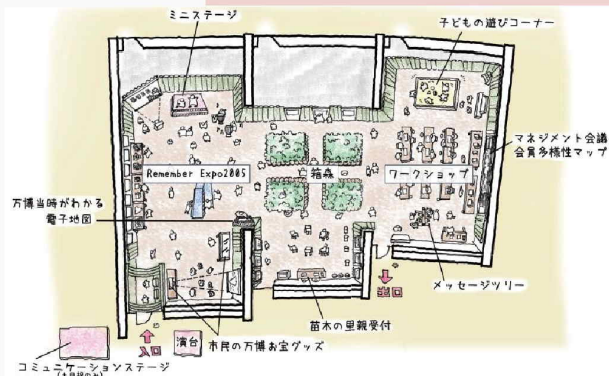 ミニステージ
子どもの遊びコーナー
マネジメント会議
会員多様性マップ
Remember Expo2005
箱森
ワークショップ
万博当時がわかる
電子地図
メッセージツリー
苗木の里親受付
出口
入口
演台
市民の万博お宝グッズ
コミュニケーションステージ